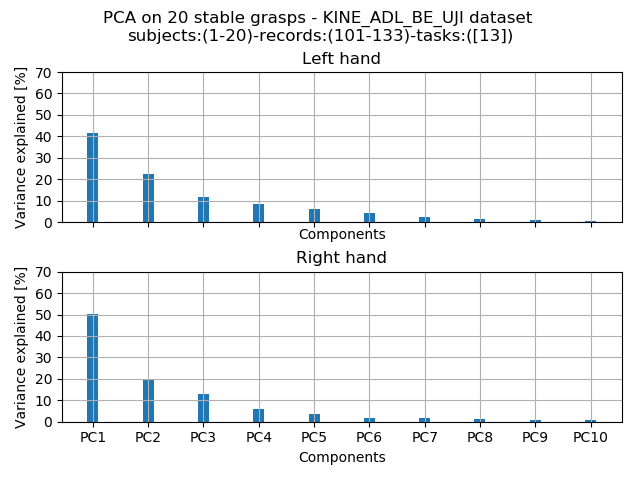 PCA on 20 stable grasps - KINE_ADL_BE_UJI dataset
subjects:(1-20)-records:(101-133)-tasks:([13])
Left hand
Variance explained [%]
70
60
50
40
30
20
10
0
Components
Right hand
Variance explained [%]
70
60
50
40
30
20
10
0
PC1 PC2 PC3 PC4 PC5 PC6 PC7 PC8 PC9 PC10
Components